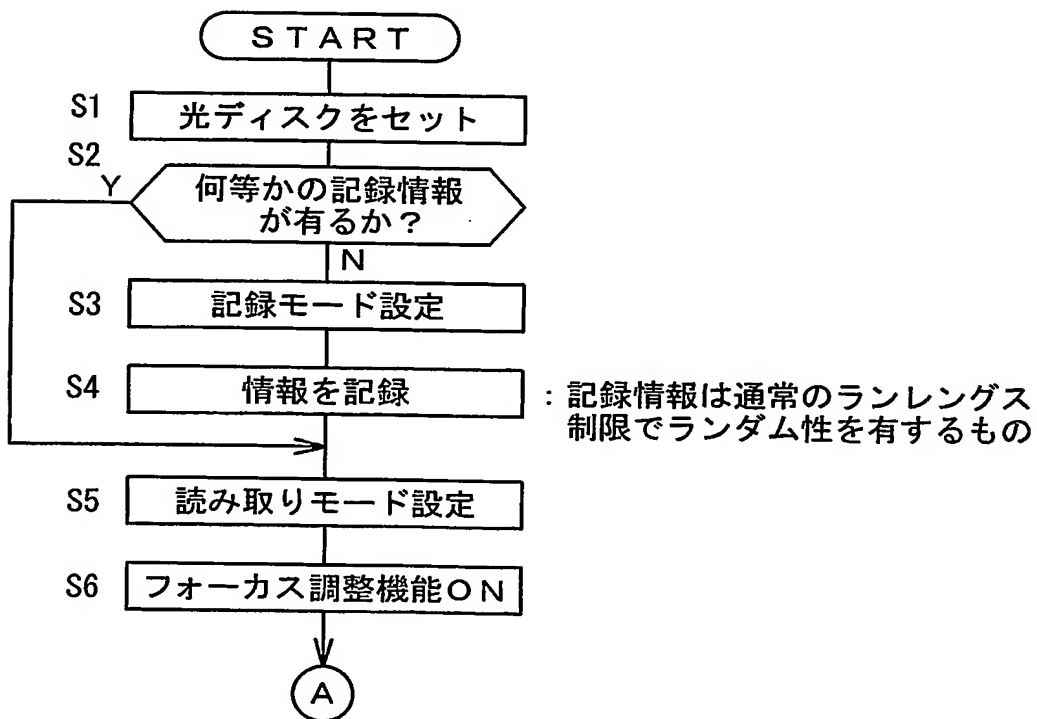 START
S1 光ディスクをセット
S2
Y
何等かの記録情報
が有るか？
N
S3 記録モード設定
S4 情報を記録 ：記録情報は通常のランレングス
制限でランダム性を有するもの
S5 読み取りモード設定
S6 フォーカス調整機能ON
A